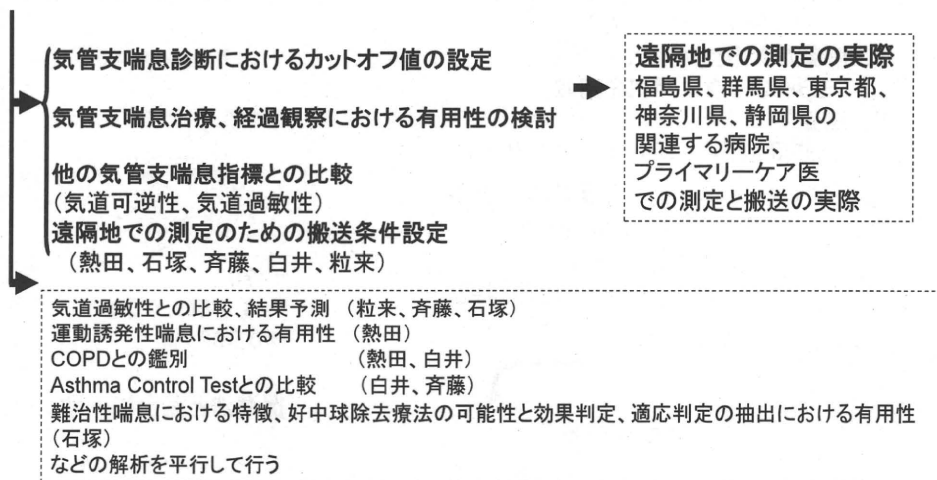 気管支喘息診断におけるカットオフ値の設定
気管支喘息治療、経過観察における有用性の検討
他の気管支喘息指標との比較
（気道可逆性、気道過敏性）
遠隔地での測定のための搬送条件設定
（熱田、石塚、斉藤、白井、粒来）
遠隔地での測定の実際
福島県、群馬県、東京都、
神奈川県、静岡県の
関連する病院、
プライマリーケア医
での測定と搬送の実際
気道過敏性との比較、結果予測 （粒来、斉藤、石塚）
運動誘発性喘息における有用性 （熱田）
COPDとの鑑別 （熱田、白井）
Asthma Control Testとの比較 （白井、斉藤）
難治性喘息における特徴、好中球除去療法の可能性と効果判定、適応判定の抽出における有用性
（石塚）
などの解析を平行して行う